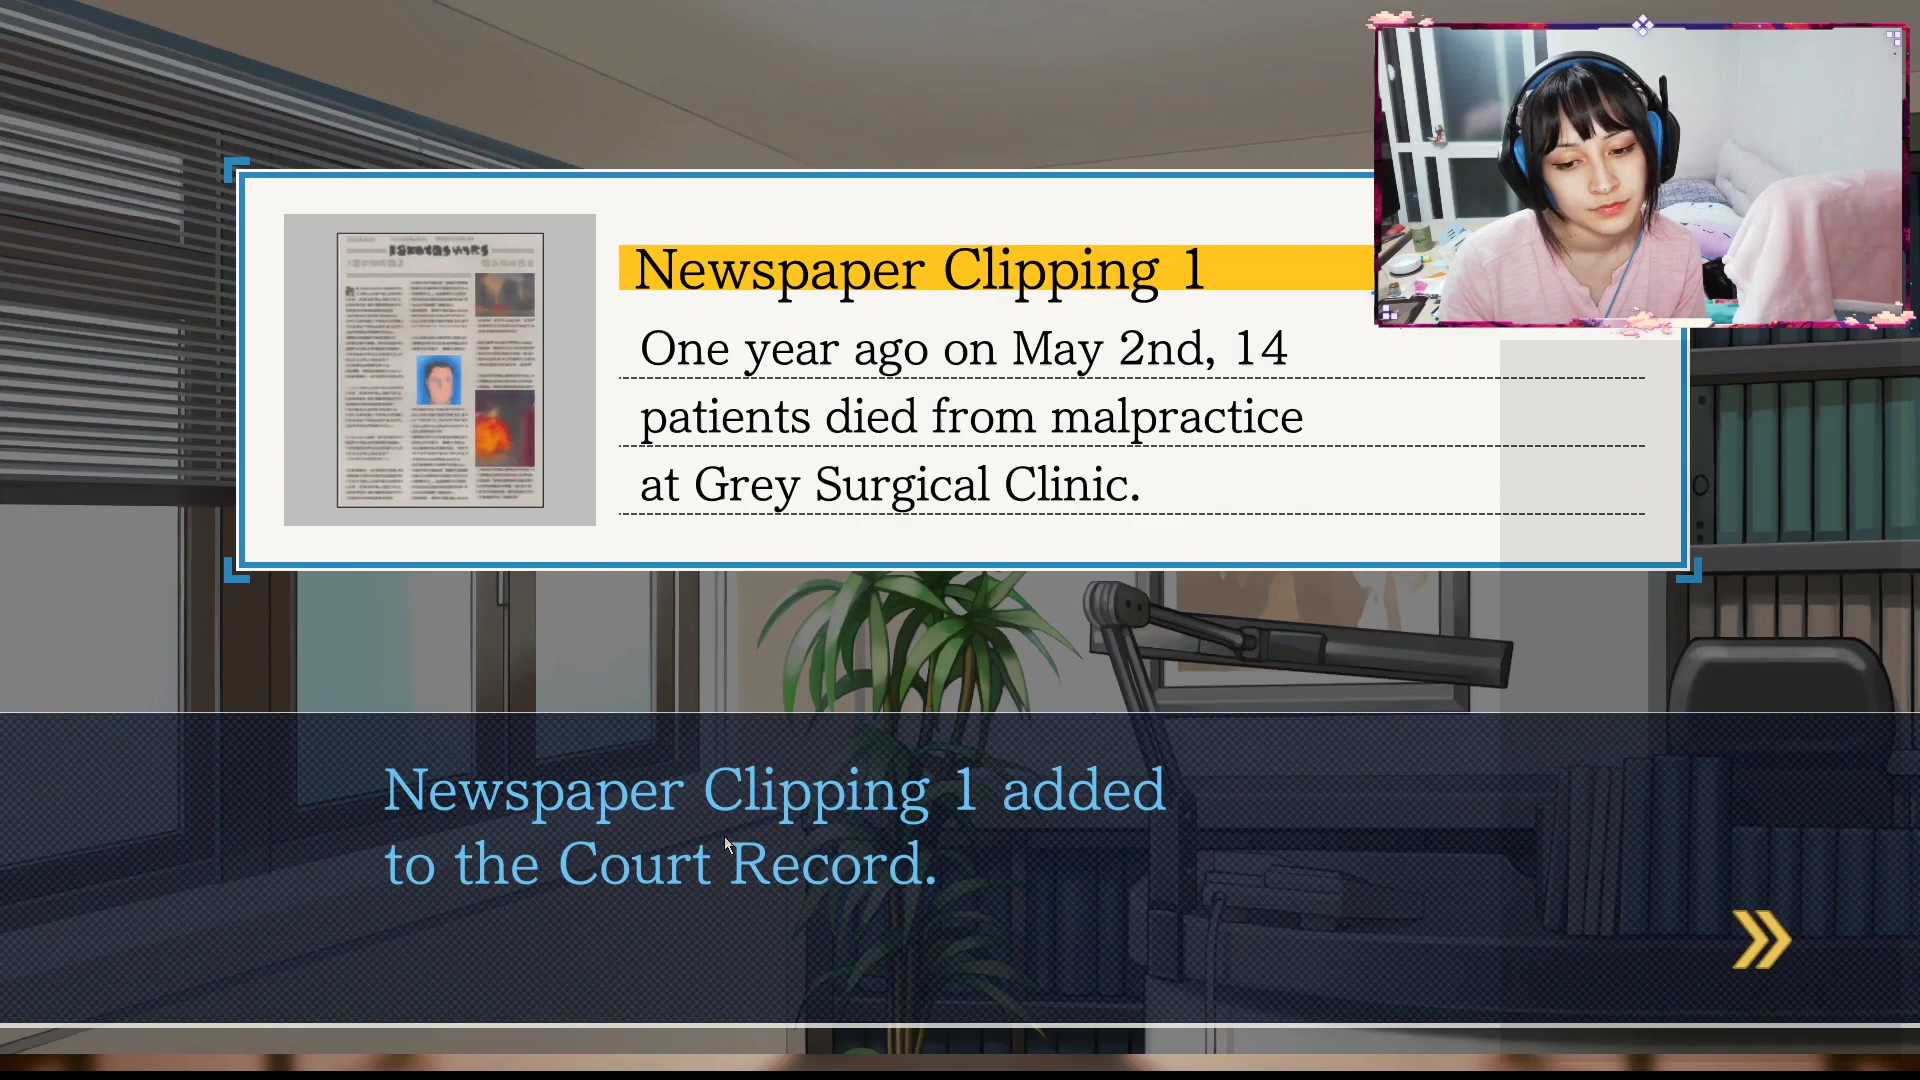 Newspaper Clipping 1
One year ago on May 2nd, 14
patients died from malpractice
at Grey Surgical Clinic.
Newspaper Clipping 1 added
to the Court Record.